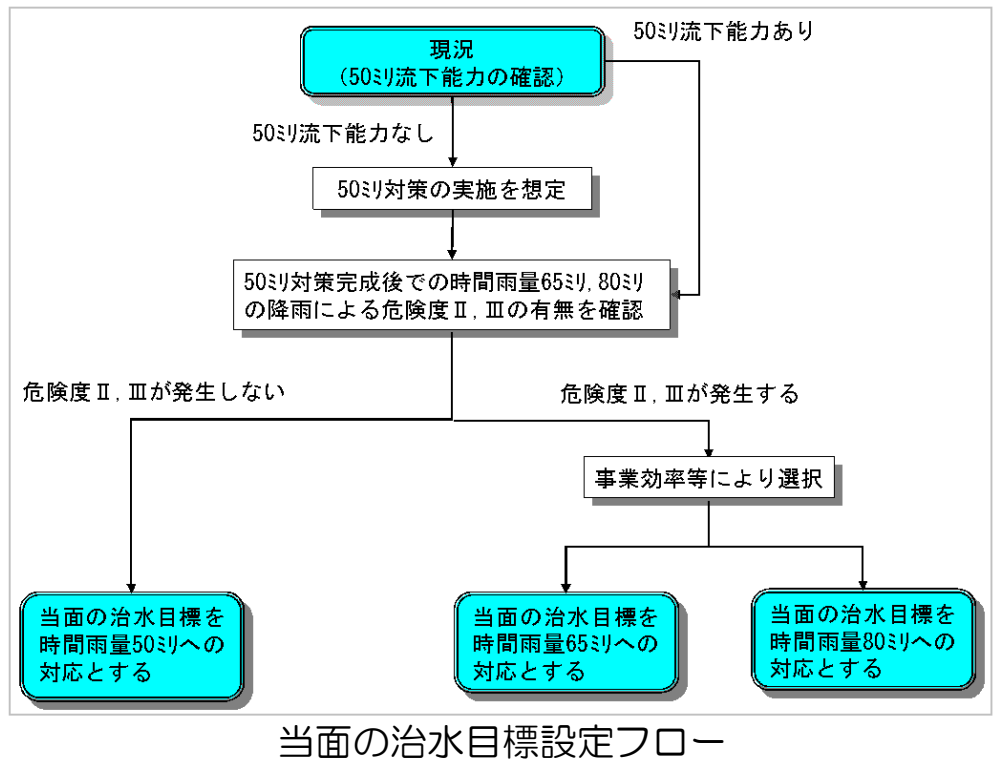 50ミリ流下能力あり
現況
（50ミリ流下能力の確認）
50ミリ流下能力なし
50ミリ対策の実施を想定
50ミリ対策完成後での時間雨量65ミリ，80ミリ
の降雨による危険度Ⅱ，Ⅲの有無を確認
危険度Ⅱ，Ⅲが発生しない
危険度Ⅱ，Ⅲが発生する
事業効率等により選択
当面の治水目標を
時間雨量50ミリへの
対応とする
当面の治水目標を
時間雨量65ミリへの
対応とする
当面の治水目標を
時間雨量80ミリへの
対応とする
当面の治水目標設定フロー